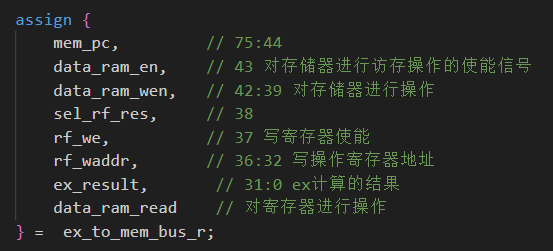 assign {
mem_pc, // 75:44
data_ram_en, // 43 对存储器进行访存操作的使能信号
data_ram_wen, // 42:39 对存储器进行操作
sel_rf_res, // 38
rf_we, // 37 写寄存器使能
rf_waddr, // 36:32 写操作寄存器地址
ex_result, // 31:0 ex计算的结果
data_ram_read // 对寄存器进行操作
} = ex_to_mem_bus_r;